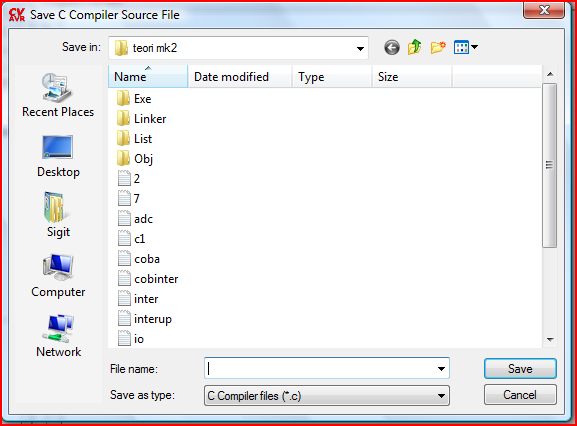 CV AVR Save C Compiler Source File
Save in: teori mk2
Name Date modified Type Size
Recent Places
Desktop
Sigit
Computer
Network
Exe
Linker
List
Obj
2
7
adc
c1
coba
cobinter
inter
interup
io
File name: Save
Save as type: C Compiler files (*.c) Cancel